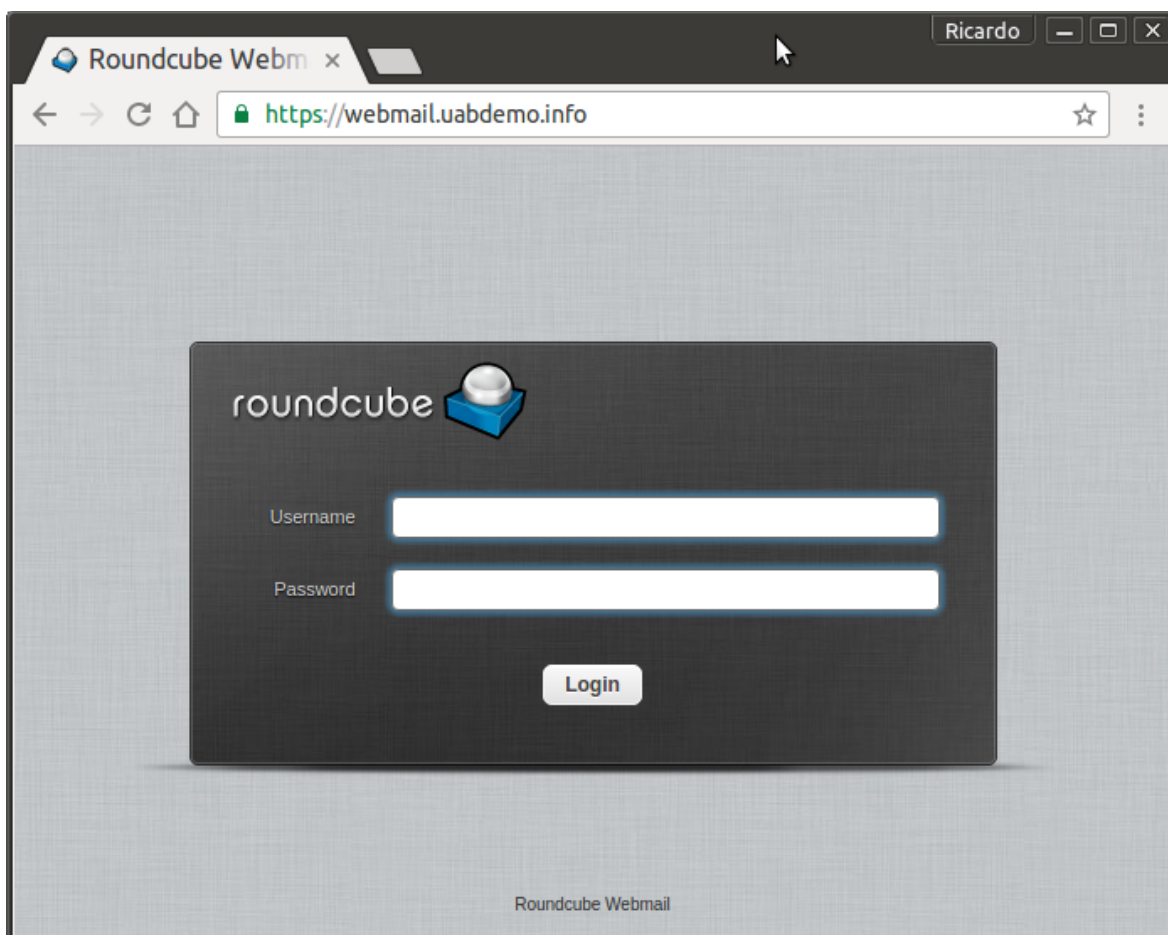 Ricardo
Roundcube Webm
https://webmail.uabdemo.info
roundcube
Username
Password
Login
Roundcube Webmail